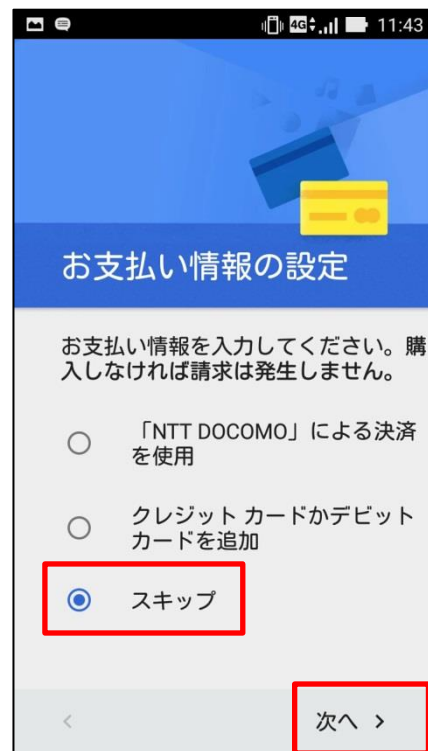 4G 11:43
お支払い情報の設定
お支払い情報を入力してください。購
入しなければ請求は発生しません。
「NTT DOCOMO」による決済
を使用
クレジット カードかデビット
カードを追加
スキップ
次へ